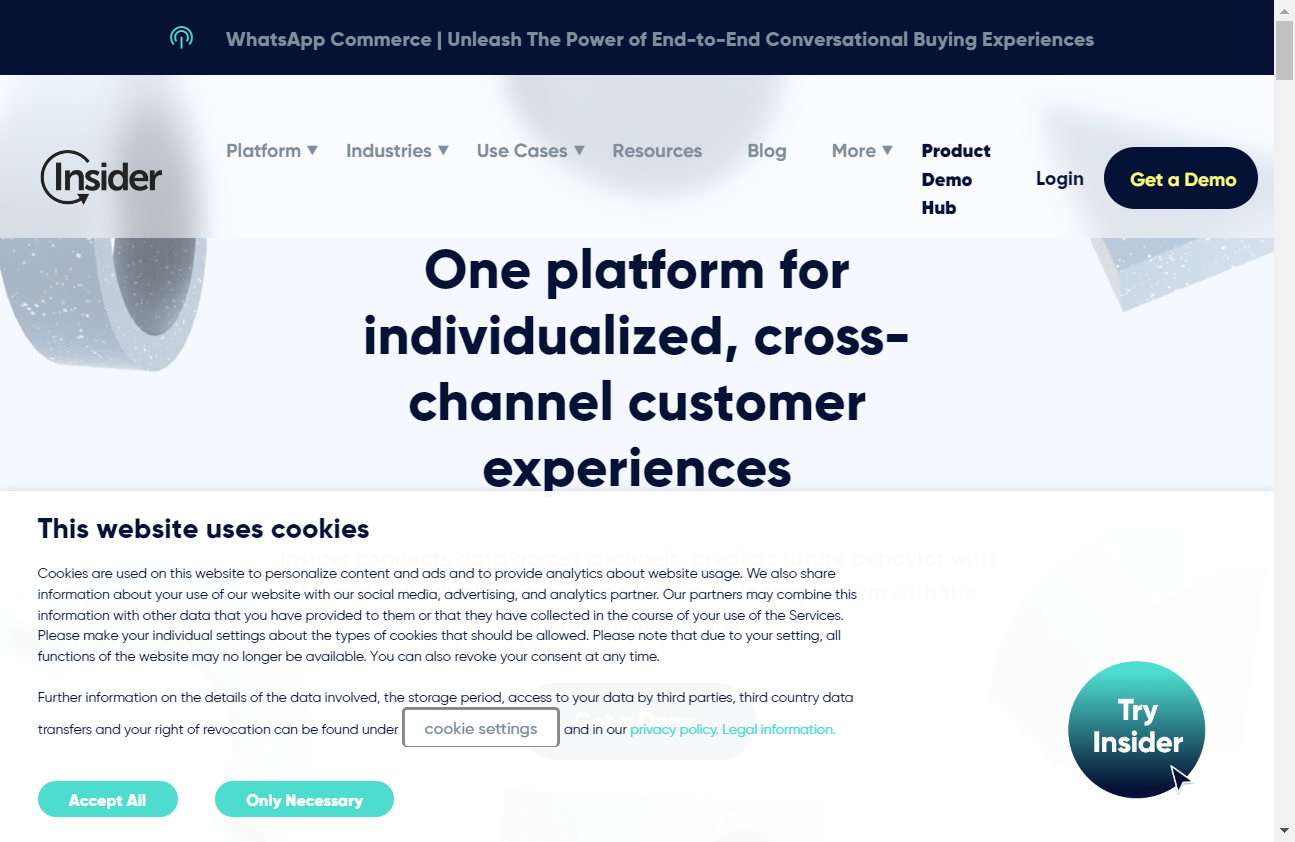 WhatsApp Commerce | Unleash The Power of End-to-End Conversational Buying Experiences
Insider
Platform ▼ Industries ▼ Use Cases ▼ Resources Blog More ▼ Product Demo Hub Login Get a Demo
One platform for
individualized, cross-
channel customer
experiences
This website uses cookies
Insider connects data across channels, predicts future behavior with
Cookies are used on this website to personalize content and ads and to provide analytics about website usage. We also share
information about your use of our website with our social media, advertising, and analytics partner. Our partners may combine this
information with other data that you have provided to them or that they have collected in the course of your use of the Services.
Please make your individual settings about the types of cookies that should be allowed. Please note that due to your setting, all
functions of the website may no longer be available. You can also revoke your consent at any time.
Further information on the details of the data involved, the storage period, access to your data by third parties, third country data
transfers and your right of revocation can be found under cookie settings and in our privacy policy. Legal information.
Try
Insider
Accept All Only Necessary